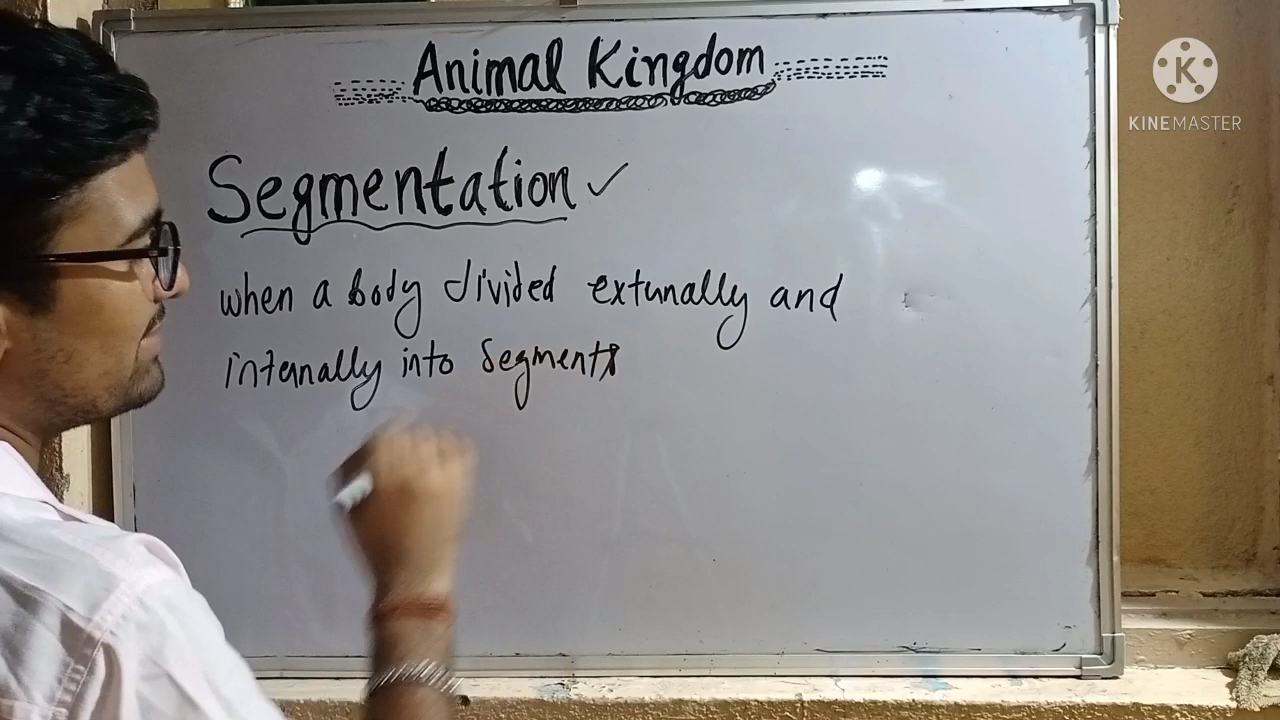 Animal Kingdom
Segmentation ✓
when a body divided extunally and
internally into segments
KINEMASTER